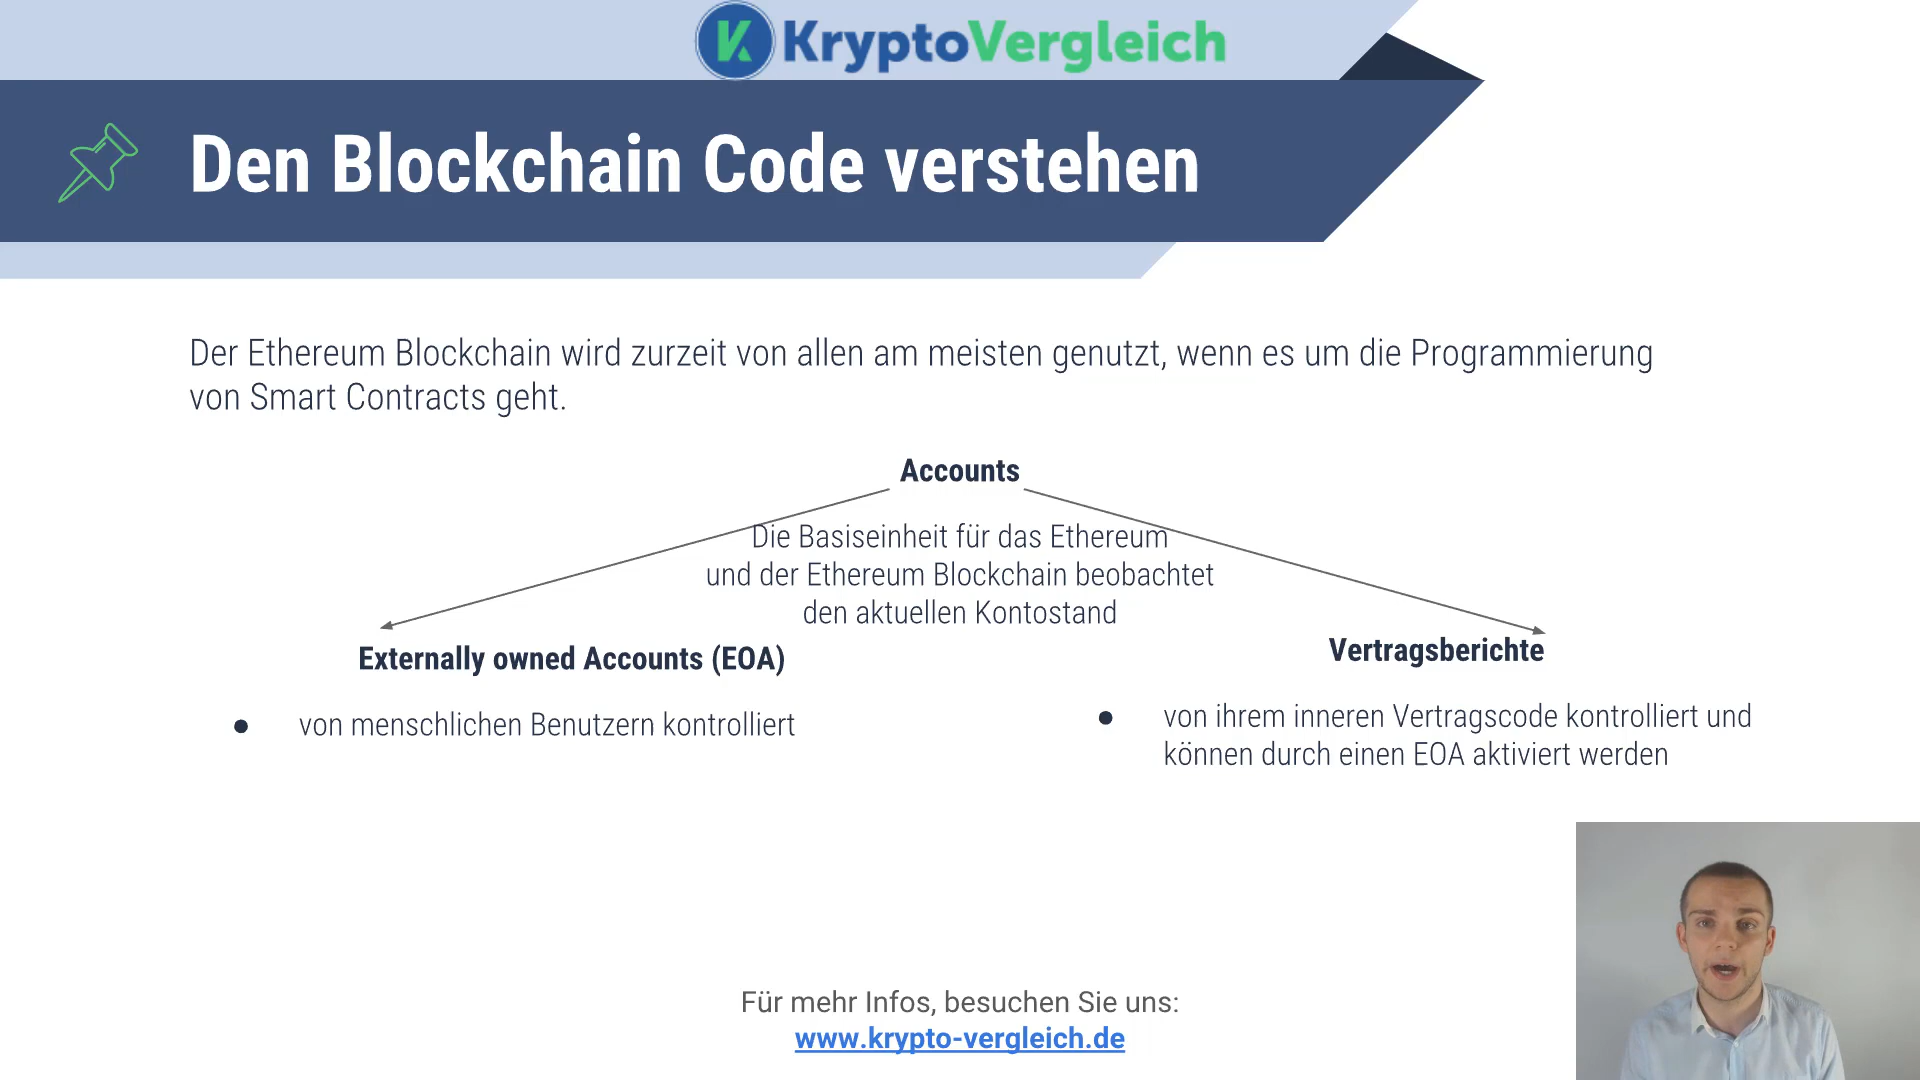 KryptoVergleich
Den Blockchain Code verstehen
Der Ethereum Blockchain wird zurzeit von allen am meisten genutzt, wenn es um die Programmierung
von Smart Contracts geht.
Accounts
Die Basiseinheit für das Ethereum
und der Ethereum Blockchain beobachtet
den aktuellen Kontostand
Externally owned Accounts (EOA)
● von menschlichen Benutzern kontrolliert
Vertragsberichte
● von ihrem inneren Vertragscode kontrolliert und
können durch einen EOA aktiviert werden
Für mehr Infos, besuchen Sie uns:
www.krypto-vergleich.de